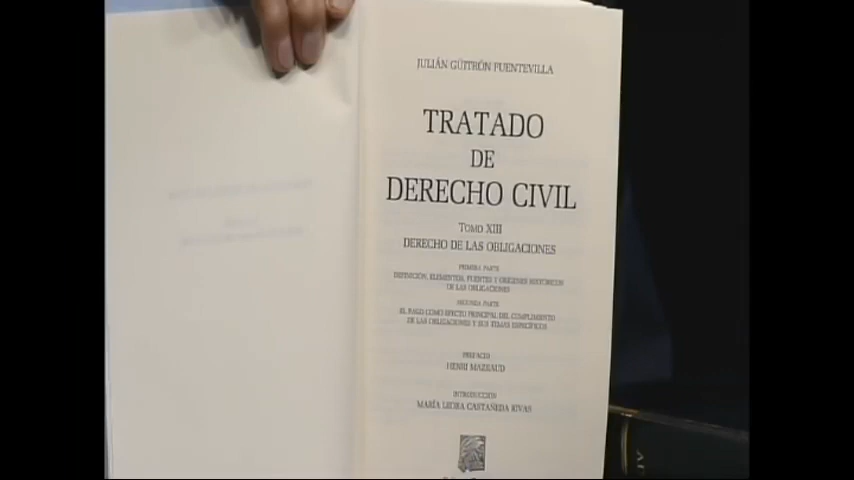 JULIÁN GÜITRÓN FUENTEVILLA
TRATADO
DE
DERECHO CIVIL
TOMO XIII
DERECHO DE LAS OBLIGACIONES
PRIMERA PARTE
DEFINICIÓN, ELEMENTOS, FUENTES Y ORÍGENES HISTÓRICOS
DE LAS OBLIGACIONES
SEGUNDA PARTE
EL PAGO COMO EFECTO PRINCIPAL DEL CUMPLIMIENTO
DE LAS OBLIGACIONES Y SUS TEMAS ESPECÍFICOS
PREFACIO
HENRI MAZEAUD
INTRODUCCIÓN
MARÍA LEOBA CASTAÑEDA RIVAS